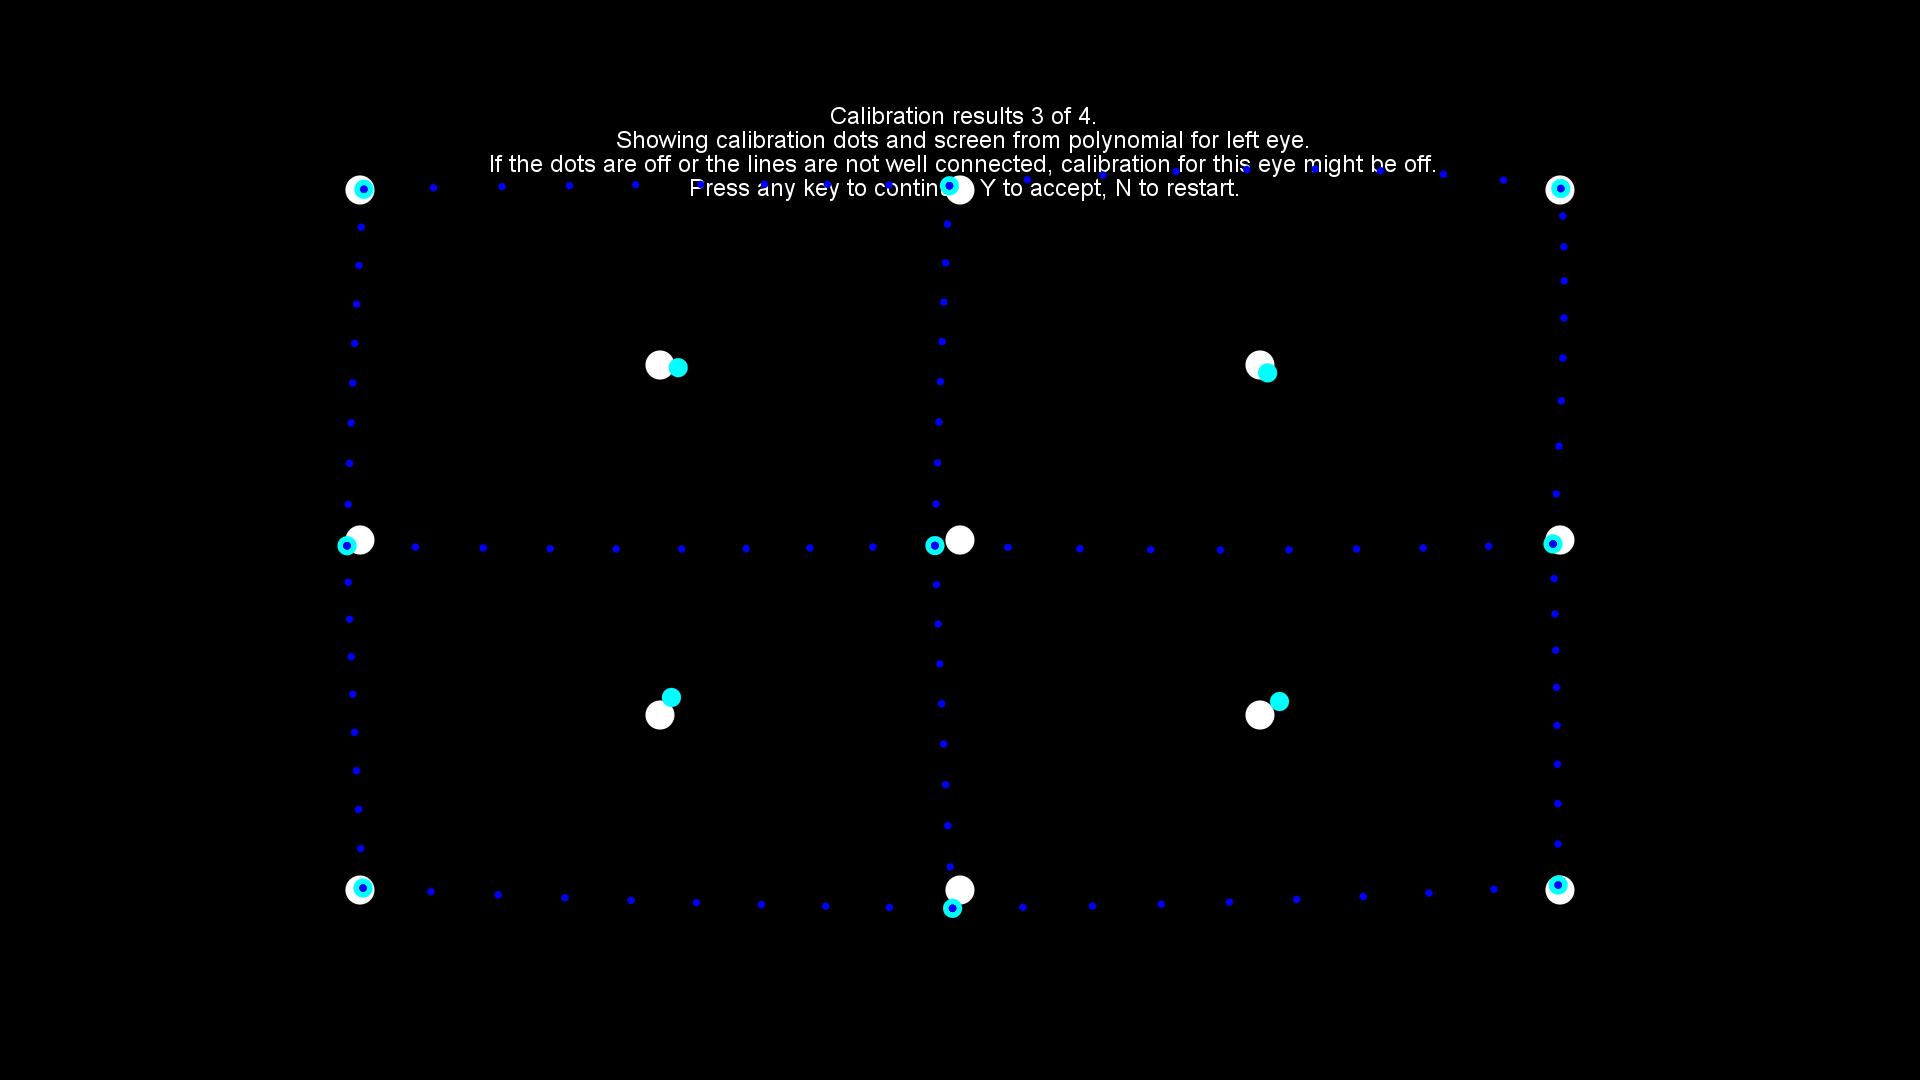 Calibration results 3 of 4.
Showing calibration dots and screen from polynomial for left eye.
If the dots are off or the lines are not well connected, calibration for this eye might be off.
Press any key to contin Y to accept, N to restart.